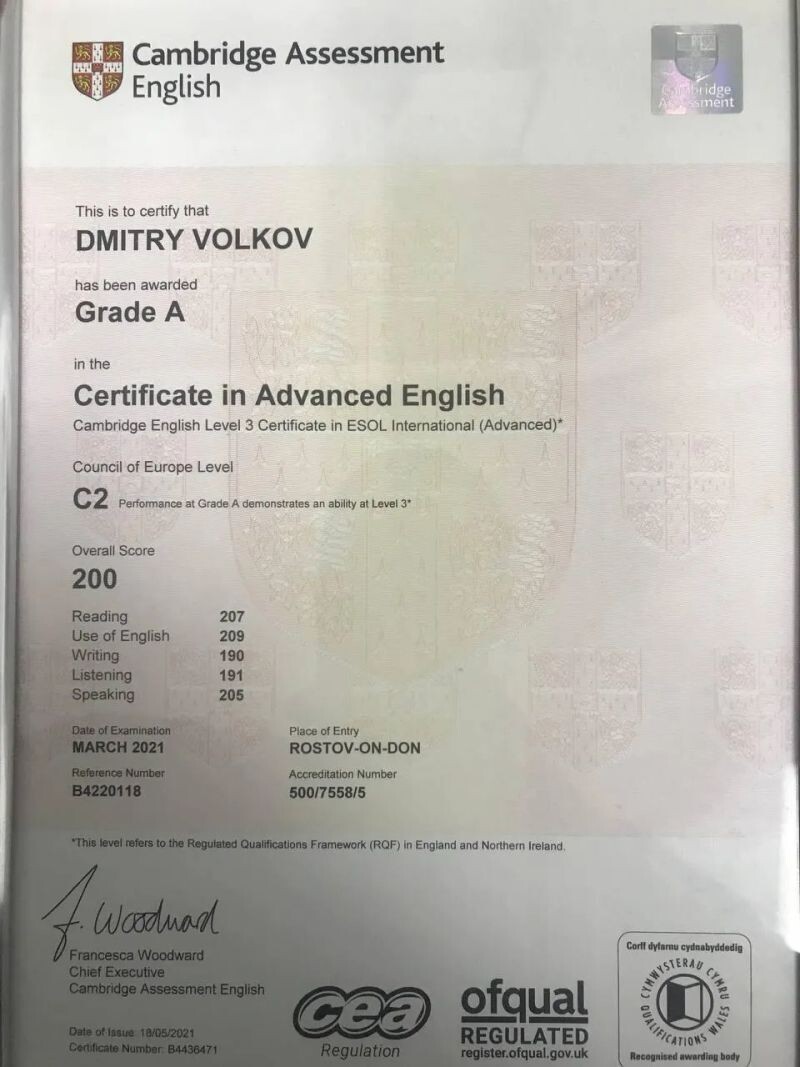 Cambridge Assessment
English
Cambridge
Assessment
This is to certify that
DMITRY VOLKOV
has been awarded
Grade A
in the
Certificate in Advanced English
Cambridge English Level 3 Certificate in ESOL International (Advanced)*
Council of Europe Level
C2 Performance at Grade A demonstrates an ability at Level 3*
Overall Score
200
Reading 207
Use of English 209
Writing 190
Listening 191
Speaking 205
Date of Examination Place of Entry
MARCH 2021 ROSTOV-ON-DON
Reference Number Accreditation Number
B4220118 500/7558/5
*This level refers to the Regulated Qualifications Framework (RQF) in England and Northern Ireland.
F. Woodward
Francesca Woodward
Chief Executive
Cambridge Assessment English
Date of Issue 18/05/2021
Certificate Number: B4436471
cea
Regulation
ofqual
REGULATED
register.ofqual.gov.uk
Corff dyfarnu cydnabyddedig
CYMWYSTERAU CYMRU
QUALIFICATIONS WALES
Recognised awarding body